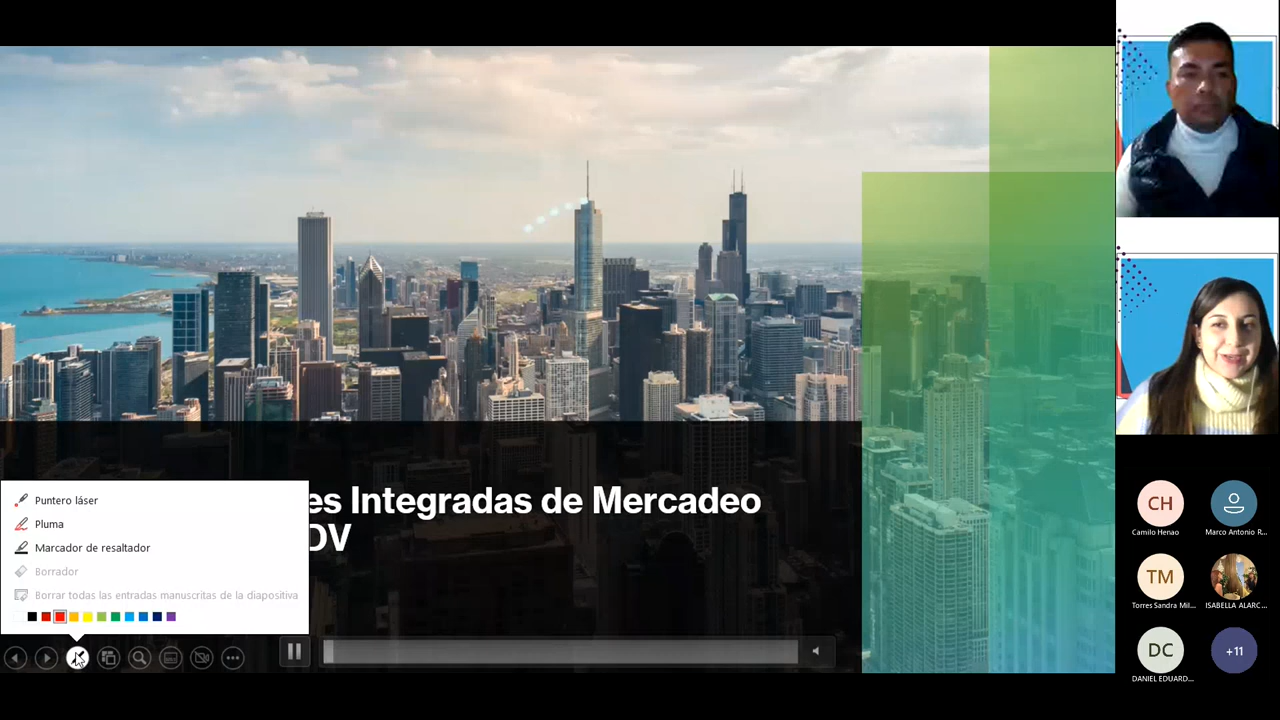 es Integradas de Mercadeo
DV
Puntero láser
Pluma
Marcador de resaltador
Borrador
Borrar todas las entradas manuscritas de la diapositiva
CH
Camilo Henao
Marco Antonio R...
TM
Torres Sandra Mil...
ISABELLA ALARC...
DC
DANIEL EDUARD...
+11